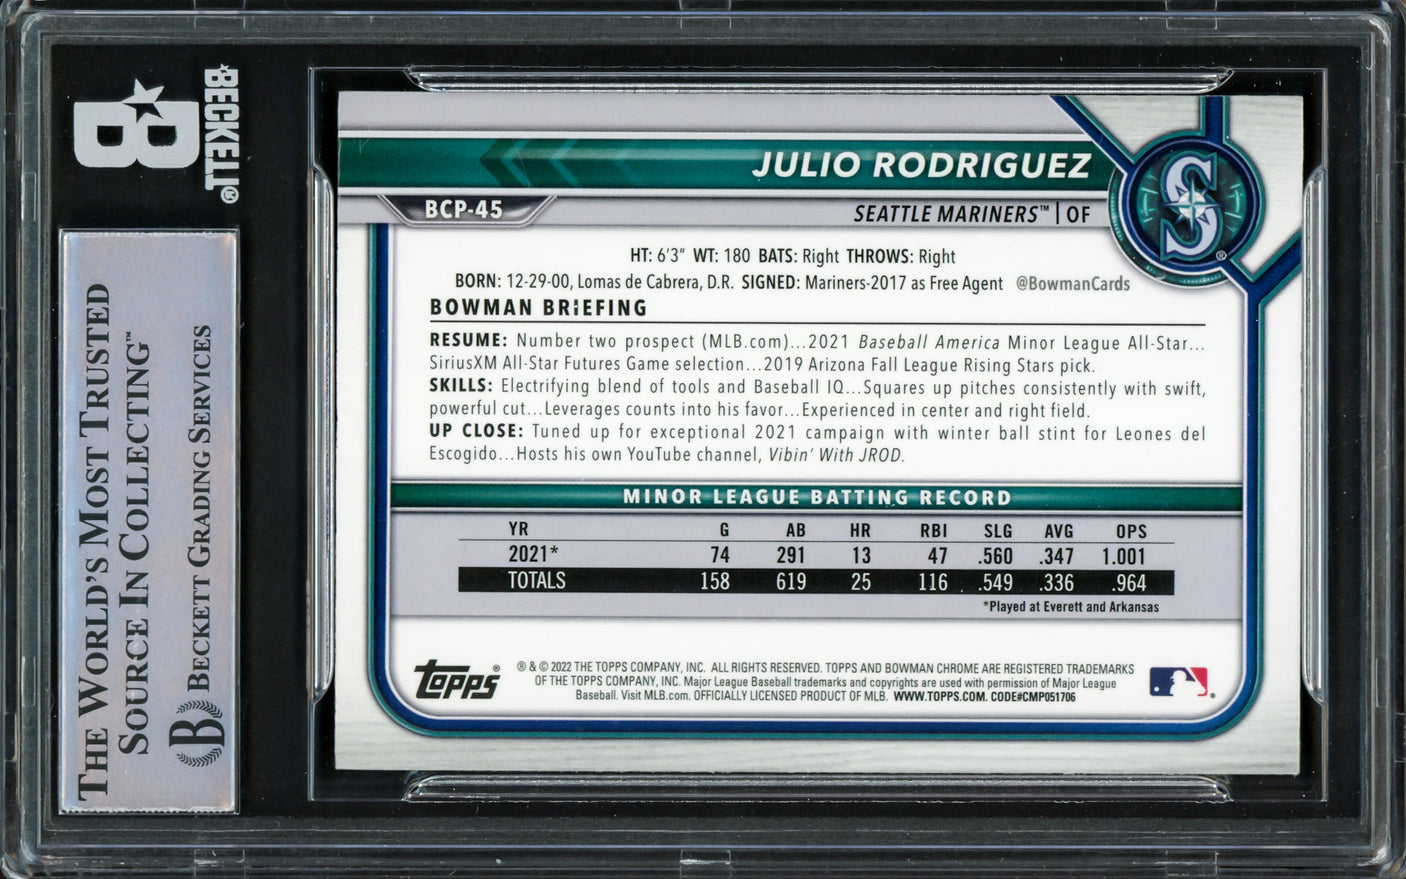 BECKELL®
B
THE WORLD'S MOST TRUSTED
SOURCE IN COLLECTING™
B BECKETT GRADING SERVICES
JULIO RODRIGUEZ
BCP-45
SEATTLE MARINERS™ | OF
S
®
HT: 6'3" WT: 180 BATS: Right THROWS: Right
BORN: 12-29-00, Lomas de Cabrera, D.R. SIGNED: Mariners-2017 as Free Agent @BowmanCards
BOWMAN BRIEFING
RESUME: Number two prospect (MLB.com)...2021 Baseball America Minor League All-Star...
SiriusXM All-Star Futures Game selection...2019 Arizona Fall League Rising Stars pick.
SKILLS: Electrifying blend of tools and Baseball IQ...Squares up pitches consistently with swift,
powerful cut...Leverages counts into his favor...Experienced in center and right field.
UP CLOSE: Tuned up for exceptional 2021 campaign with winter ball stint for Leones del
Escogido...Hosts his own YouTube channel, Vibin' With JROD.
MINOR LEAGUE BATTING RECORD
YR G AB HR RBI SLG AVG OPS
2021* 74 291 13 47 .560 .347 1.001
TOTALS 158 619 25 116 .549 .336 .964
*Played at Everett and Arkansas
Topps®
® & © 2022 THE TOPPS COMPANY, INC. ALL RIGHTS RESERVED. TOPPS AND BOWMAN CHROME ARE REGISTERED TRADEMARKS
OF THE TOPPS COMPANY, INC. Major League Baseball trademarks and copyrights are used with permission of Major League
Baseball. Visit MLB.com. OFFICIALLY LICENSED PRODUCT OF MLB. WWW.TOPPS.COM. CODE#CMP051706